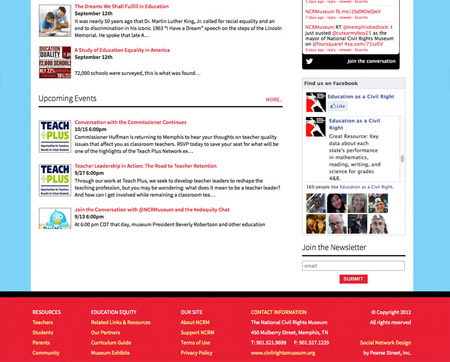 The Dreams We Shall Fulfill in Education
September 12th
It was nearly 50 years ago that Dr. Martin Luther King, Jr. called for racial equality and an
end to discrimination in his iconic 1963 "I Have a Dream" speech on the steps of the Lincoln
Memorial. He spoke that late A…
EDUCATION
QUALITY?
72,000 SCHOOLS
A Study of Education Equality in America
September 12th
72,000 schools were surveyed, this is what was found…
Upcoming Events
MORE..
TEACH
PLUS
Conversation with the Commissioner Continues
10/15 6:00pm
Commissioner Huffman is returning to Memphis to hear your thoughts on teacher quality
issues that affect you as classroom teachers. RSVP today to save your seat for what will be
one of the highlights of the Teach Plus Network ex…
TEACH
PLUS
Teacher Leadership in Action: The Road to Teacher Retention
9/27 6:00pm
Through our work at Teach Plus, we seek to develop teacher leaders to reshape the
teaching profession, but you may be wondering: what does it mean to be a teacher leader?
And how can I get involved while remaining a classroom tea…
Join the Conversation with @NCRMuseum and the #edequity Chat
9/13 6:00pm
At 6:00 pm CDT that day, museum President Beverly Robertson and other education
5 days ago · reply · retweet · favorite
NCRMuseum fb.me/26dMOeQwV
7 days ago · reply · retweet · favorite
NCRMuseum RT @memphisredlock: I
just ousted @cutearmyboy25 as the
mayor of National Civil Rights Museum
on @foursquare! 4sq.com/71szEV
9 days ago · reply · retweet · favorite
Join the conversation
Find us on Facebook
Education as a Civil
Right
Like
Education as a Civil
Right
Great Resource: Key
data about each
state's performance
in mathematics,
reading, writing, and
science for grades
4&8.
169 people like Education as a Civil Right.
Join the Newsletter
email
SUBMIT
RESOURCES
Teachers
Students
Parents
Community
EDUCATION EQUITY
Related Links & Resources
Our Partners
Curriculum Guide
Museum Exhibits
OUR SITE
About NCRM
Support NCRM
Terms of Use
Privacy Policy
CONTACT INFORMATION
The National Civil Rights Museum
450 Mulberry Street, Memphis, TN
T: 901.521.9699 F: 901.527.1229
www.civilrightsmuseum.org
© Copyright 2012
All rights reserved
Social Network Design
by Pearse Street, Inc.